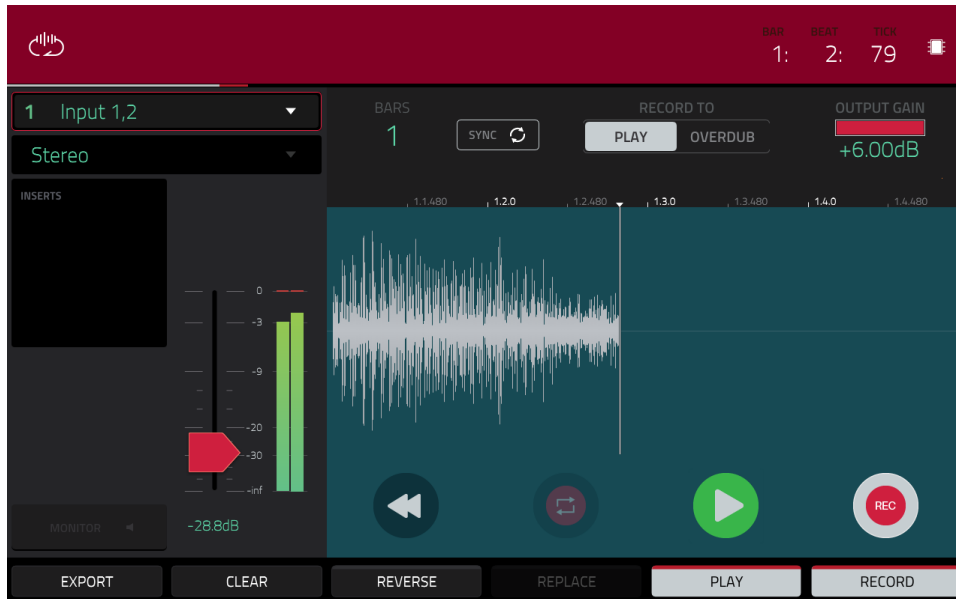 BAR BEAT TICK
1: 2: 79
1 Input 1,2
Stereo
INSERTS
0
-3
-9
-20
-30
-inf
MONITOR
-28.8dB
BARS
1
SYNC
RECORD TO
PLAY OVERDUB
OUTPUT GAIN
+6.00dB
1.1.480 1.2.0 1.2.480 1.3.0 1.3.480 1.4.0 1.4.480
REC
EXPORT CLEAR REVERSE REPLACE PLAY RECORD